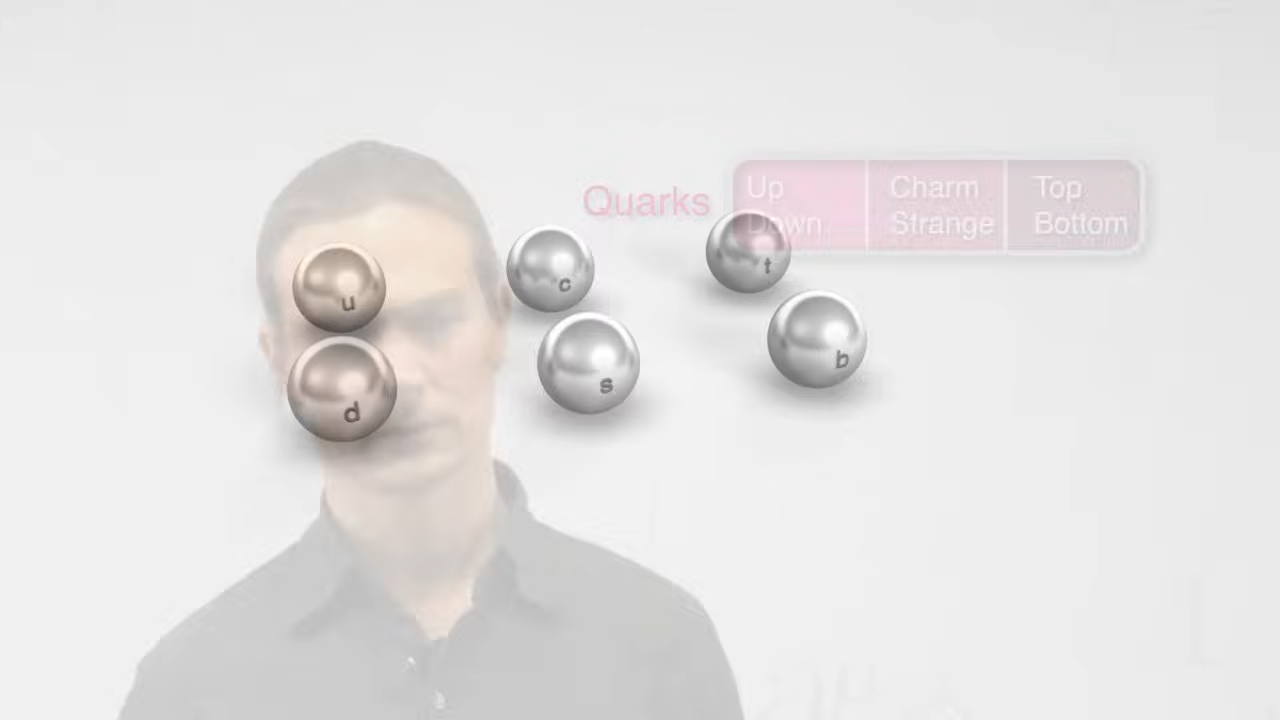 Quarks
Up Charm Top
Down Strange Bottom
u c t
d s b